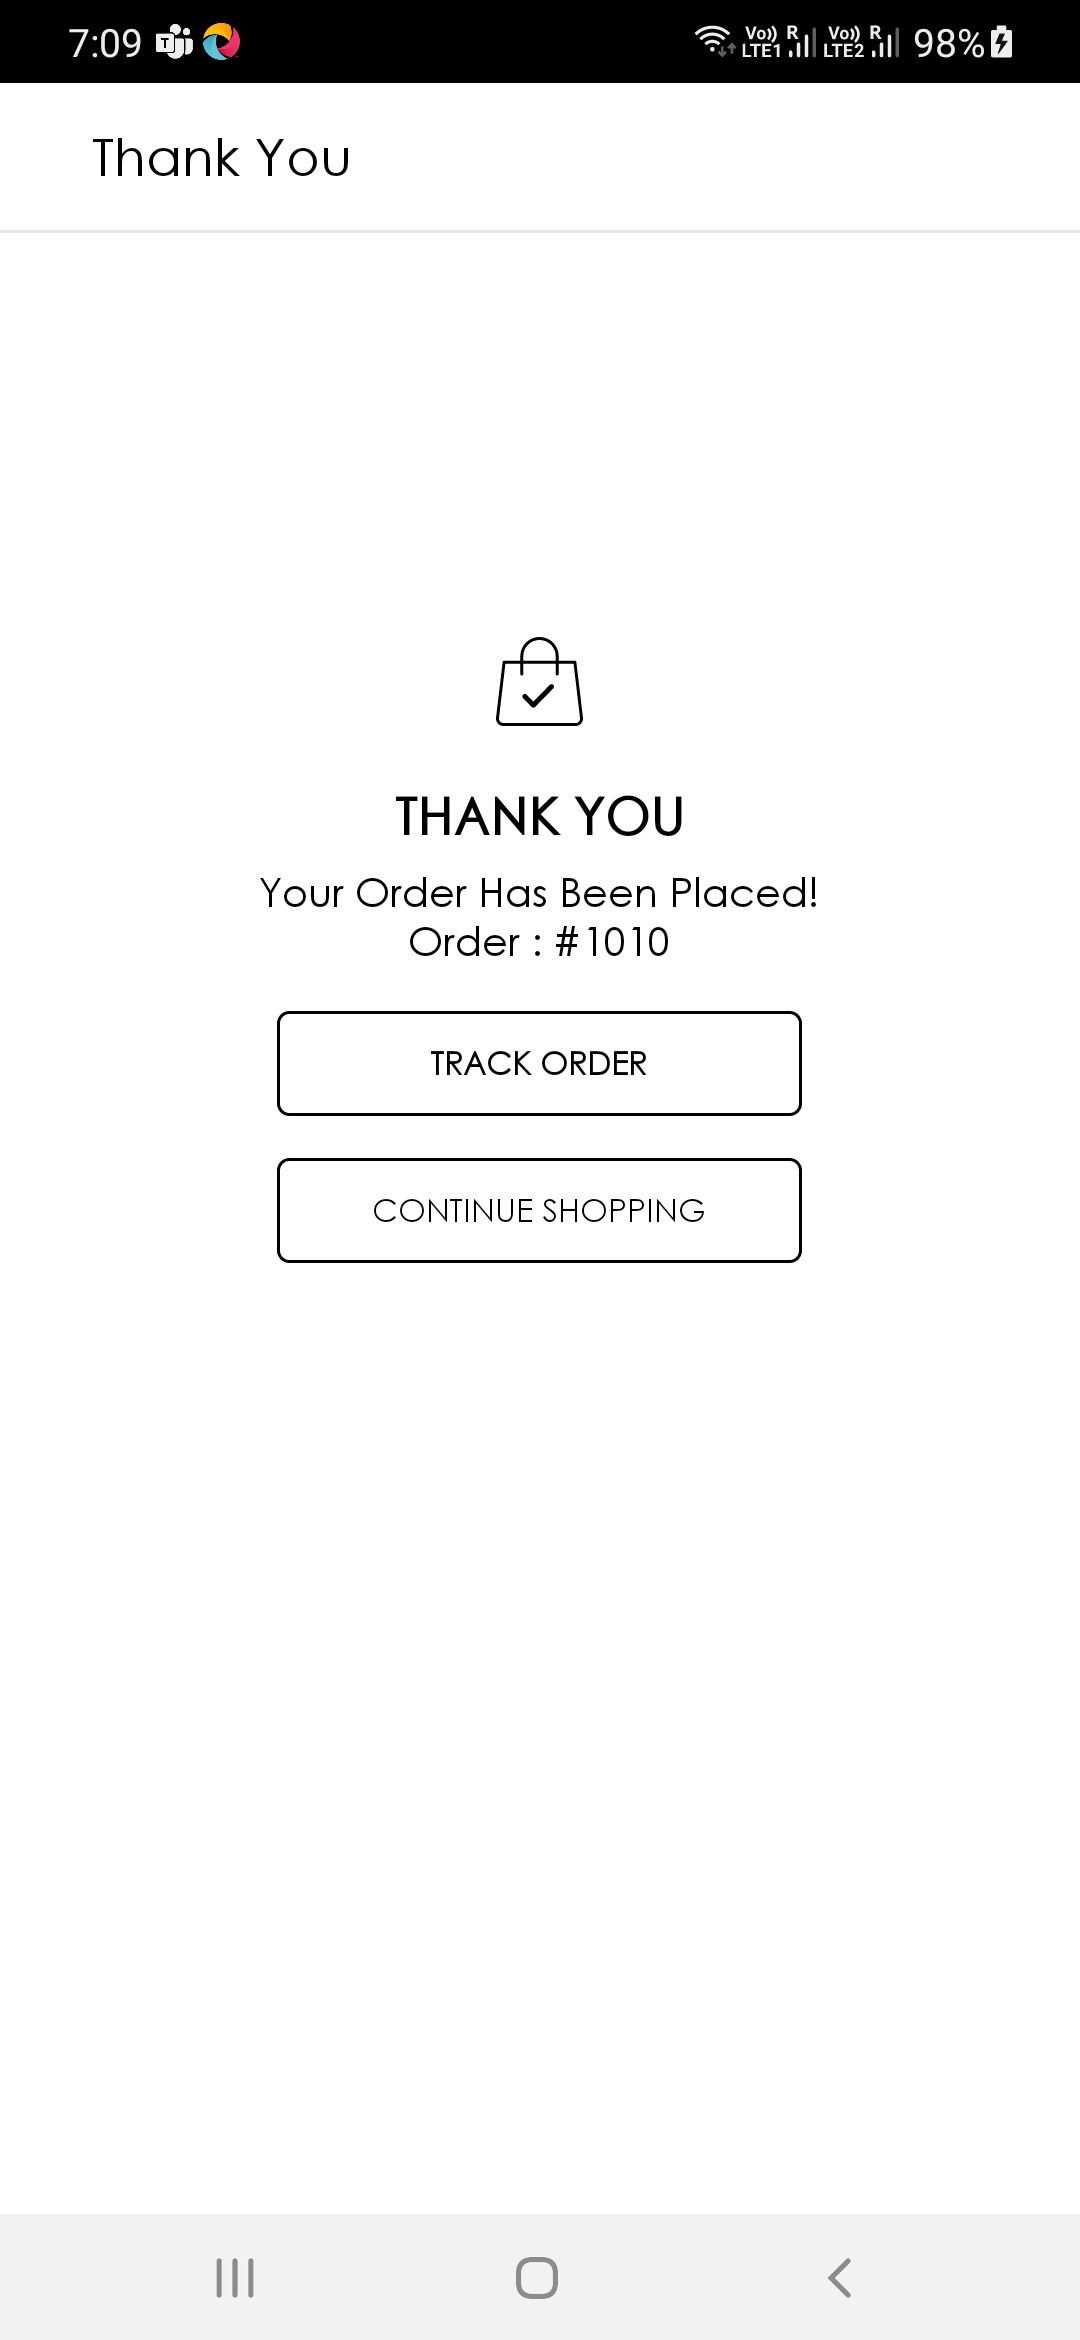 7:09
Vo)) R Vo)) R 98%
LTE1 LTE2
Thank You
THANK YOU
Your Order Has Been Placed!
Order : #1010
TRACK ORDER
CONTINUE SHOPPING